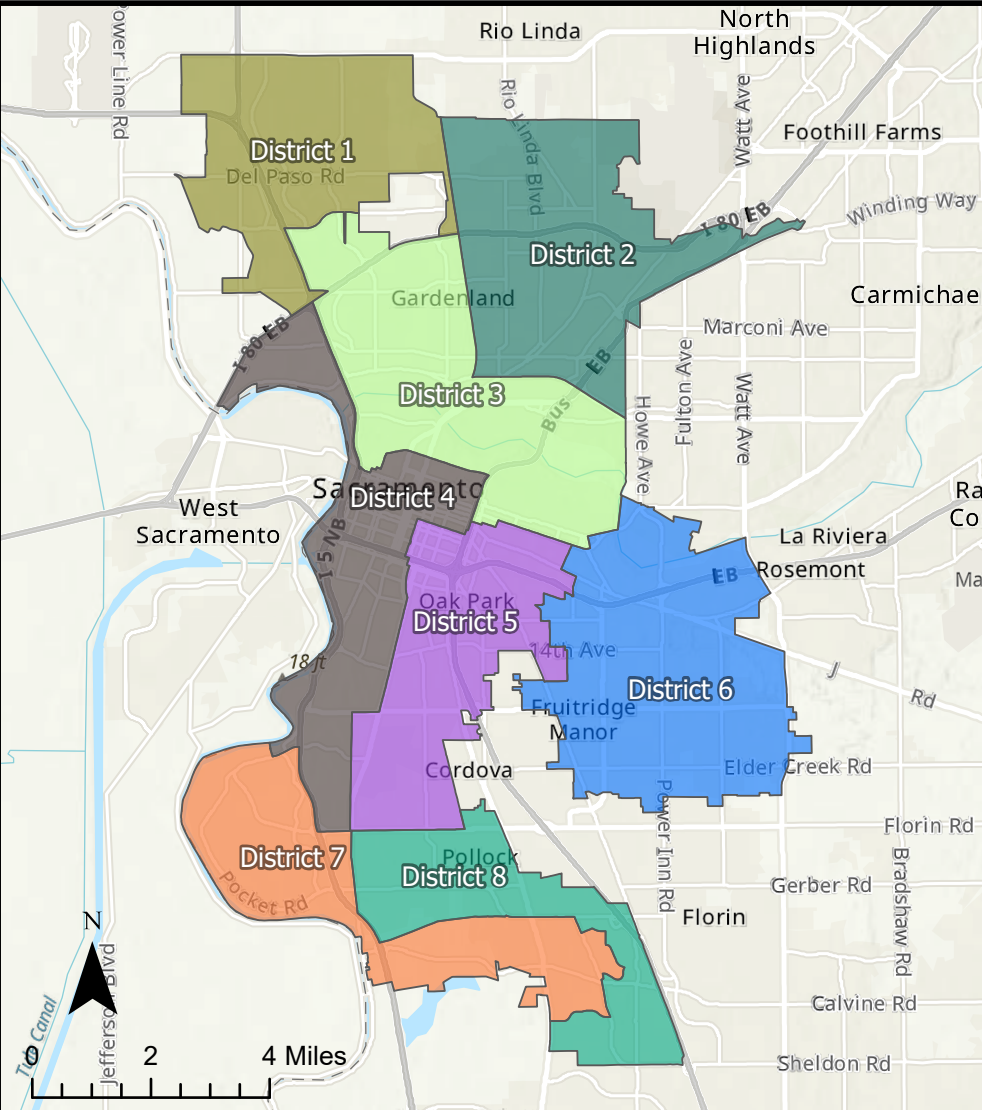 Power Line Rd
Rio Linda
North
Highlands
Rio Linda Blvd
Watt Ave
Foothill Farms
District 1
Del Paso Rd
I 80 EB
Winding Way
District 2
Gardenland
Carmichae
I 80 EB
Marconi Ave
EB
Fulton Ave
District 3
Bus
Howe Ave
Watt Ave
Sacramento
District 4
West
Sacramento
Ra
Co
I 5 NB
La Riviera
EB
Rosemont
Ma
Oak Park
District 5
14th Ave
18 ft
J
Rd
District 6
Fruitridge
Manor
Cordova
Elder Creek Rd
Power Inn Rd
Florin Rd
District 7
Pollock
District 8
Pocket Rd
Gerber Rd
Bradshaw Rd
Florin
N
Jefferson Blvd
Calvine Rd
Tule Canal
0
2
4 Miles
Sheldon Rd